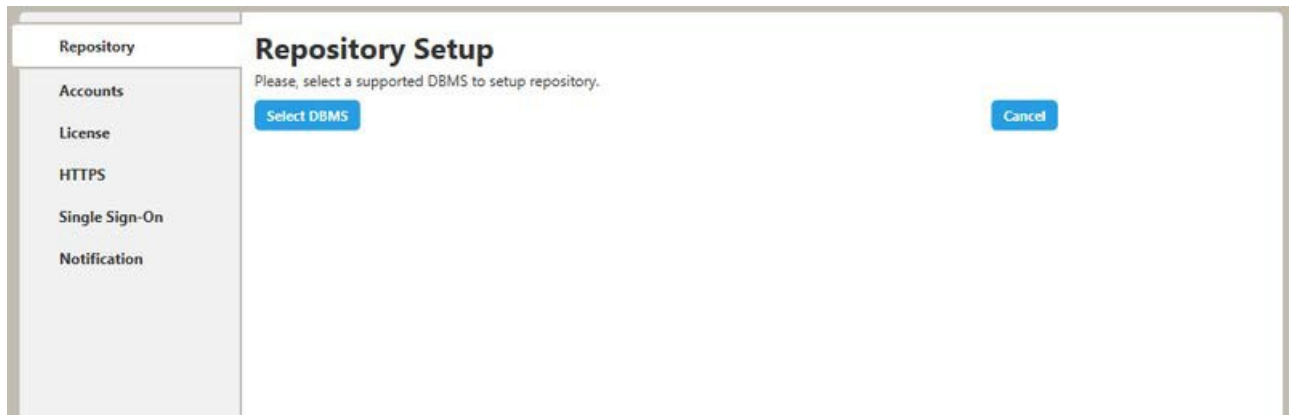 Repository
Accounts
License
HTTPS
Single Sign-On
Notification
Repository Setup
Please, select a supported DBMS to setup repository.
Select DBMS
Cancel